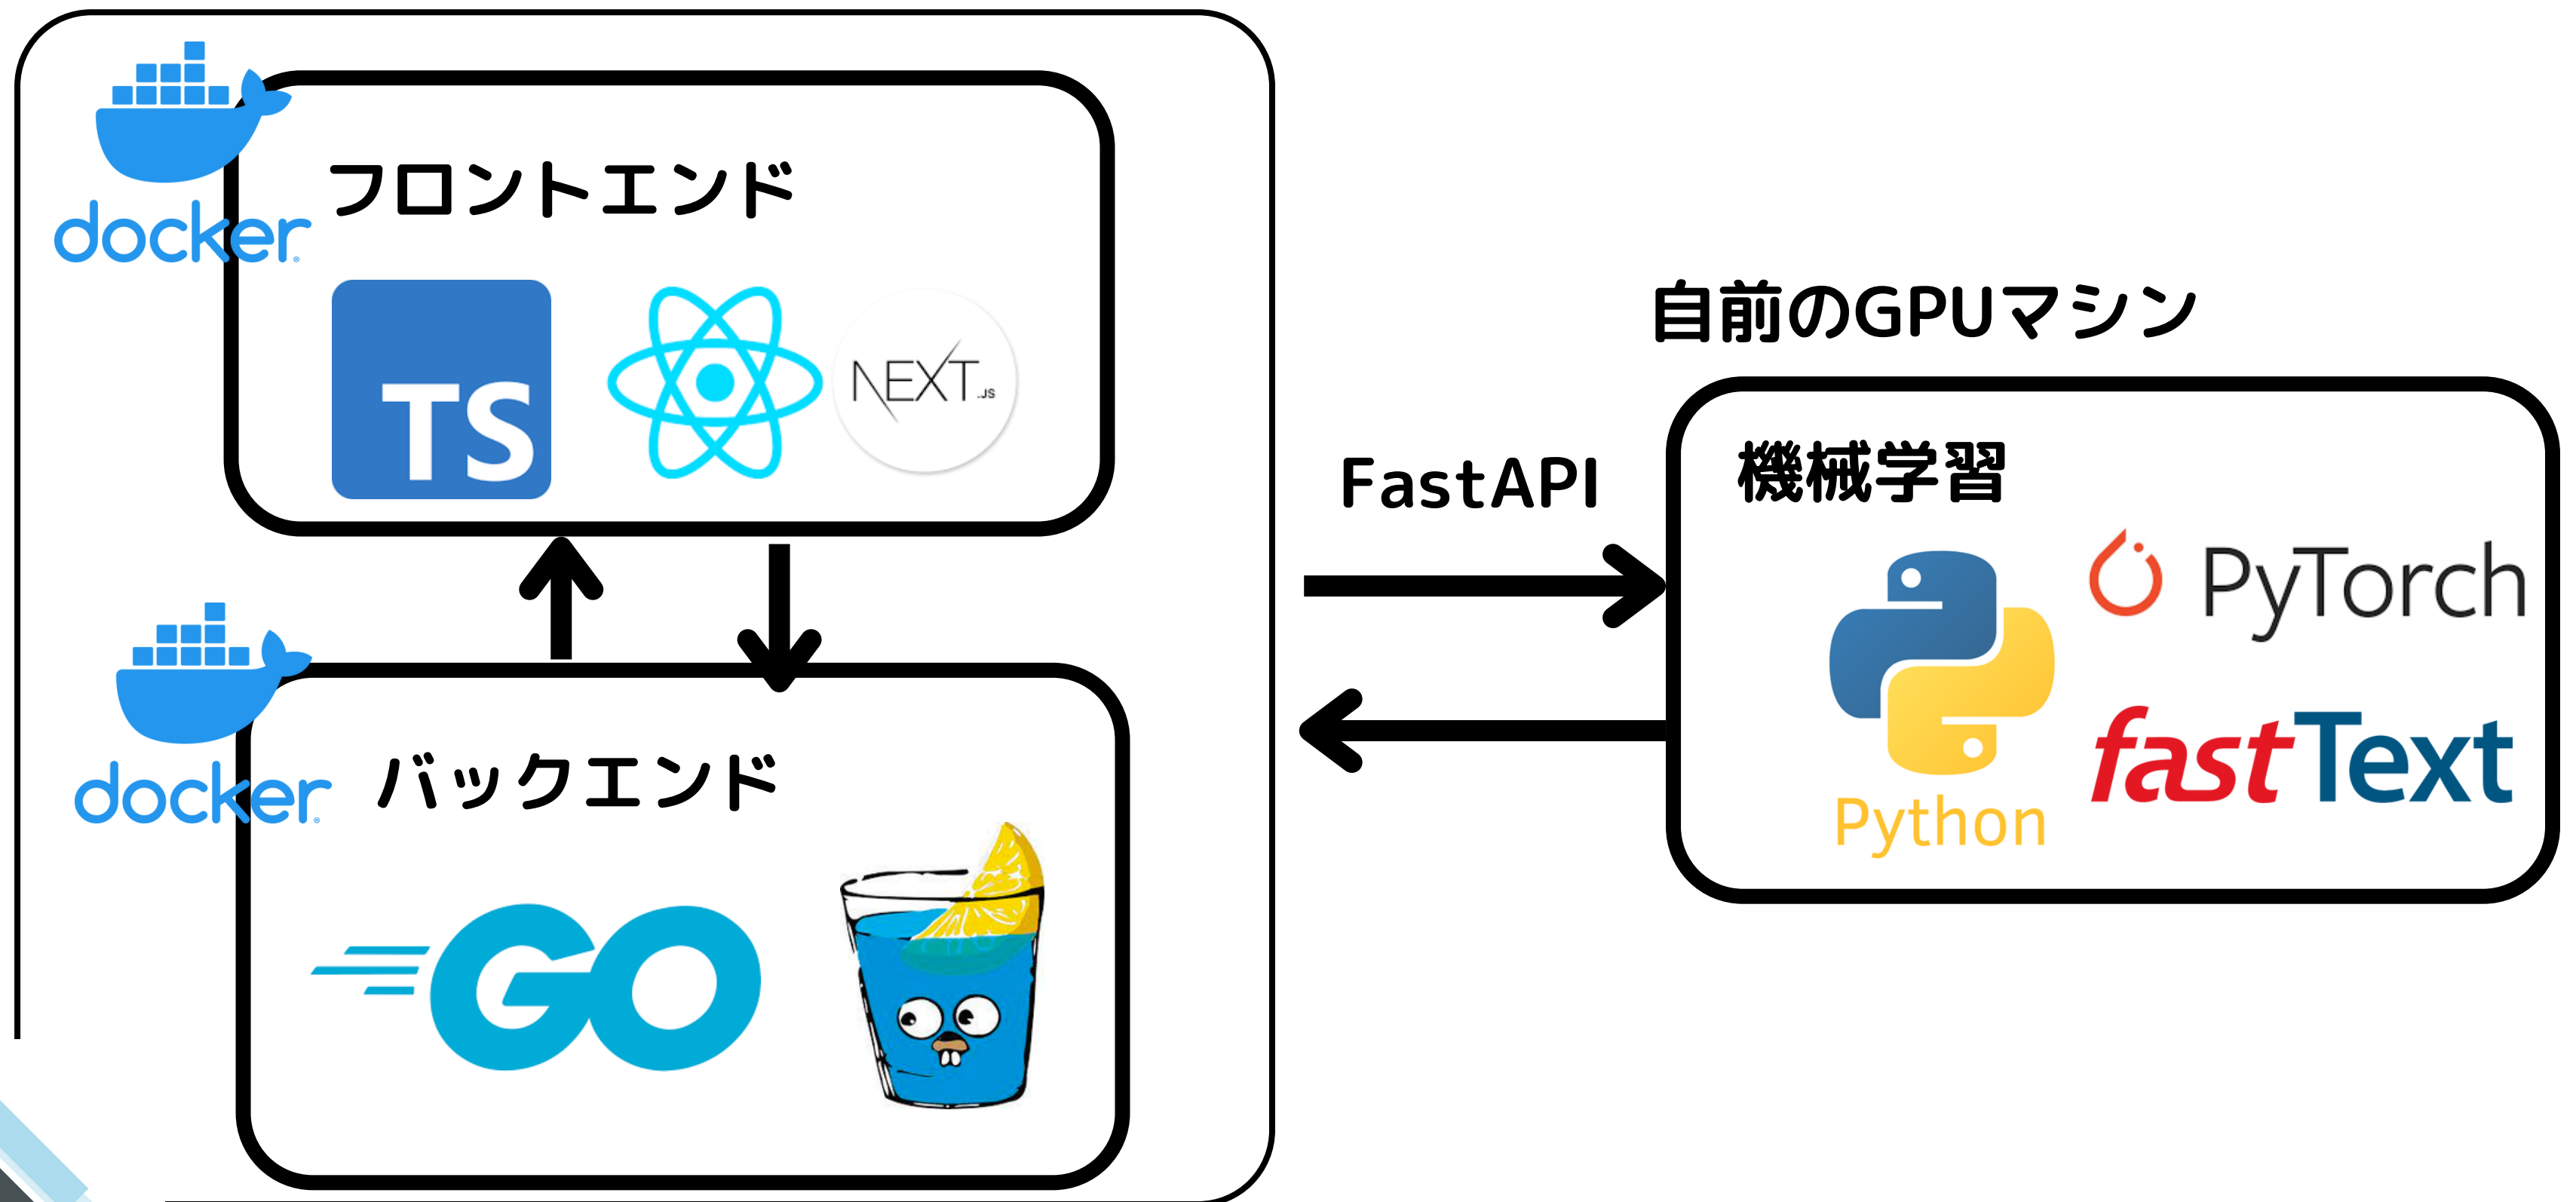 docker
フロントエンド
TS
NEXT.JS
docker
バックエンド
GO
FastAPI
自前のGPUマシン
機械学習
PyTorch
Python
fastText